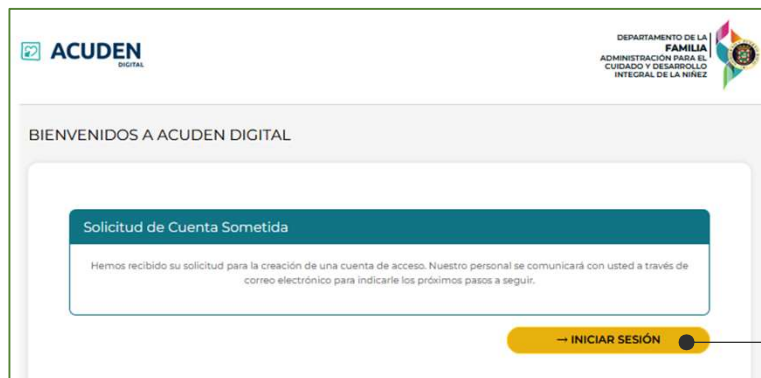 ACUDEN
DIGITAL
DEPARTAMENTO DE LA
FAMILIA
ADMINISTRACIÓN PARA EL
CUIDADO Y DESARROLLO
INTEGRAL DE LA NIÑEZ
BIENVENIDOS A ACUDEN DIGITAL
Solicitud de Cuenta Sometida
Hemos recibido su solicitud para la creación de una cuenta de acceso. Nuestro personal se comunicará con usted a través de
correo electrónico para indicarle los próximos pasos a seguir.
→ INICIAR SESIÓN